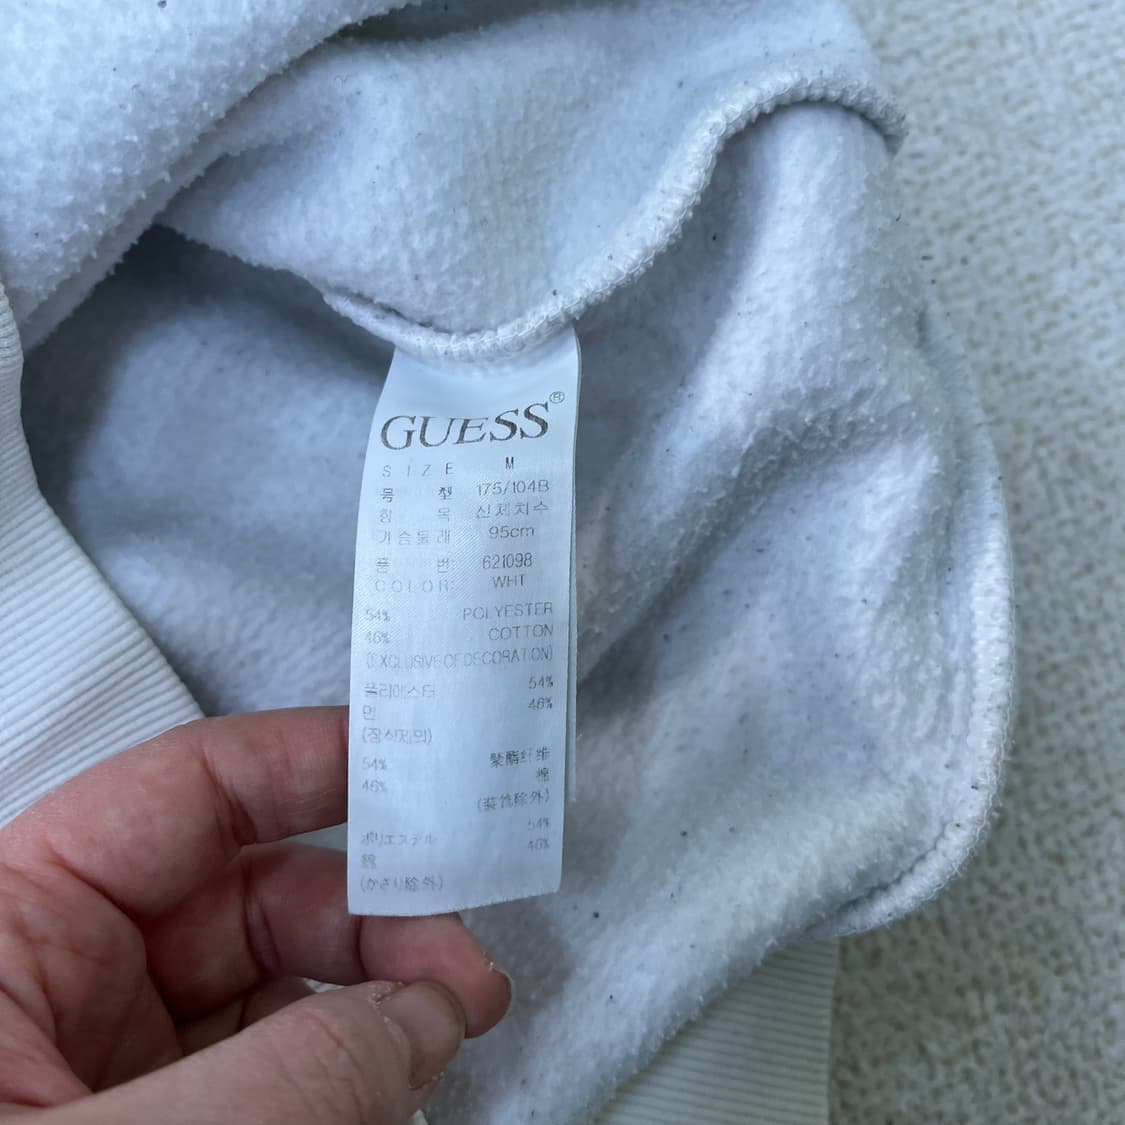 GUESS®
SIZE M
号型 175/104B
항목 신체치수
가슴둘레 95cm
품번: 621098
COLOR: WHT
54% POLYESTER
46% COTTON
(EXCLUSIVE OF DECORATION)
폴리에스터 54%
면 46%
(장식제외)
54% 聚酯纤维
46% 棉
(装饰除外)
ポリエステル 54%
綿 46%
(かざり除外)